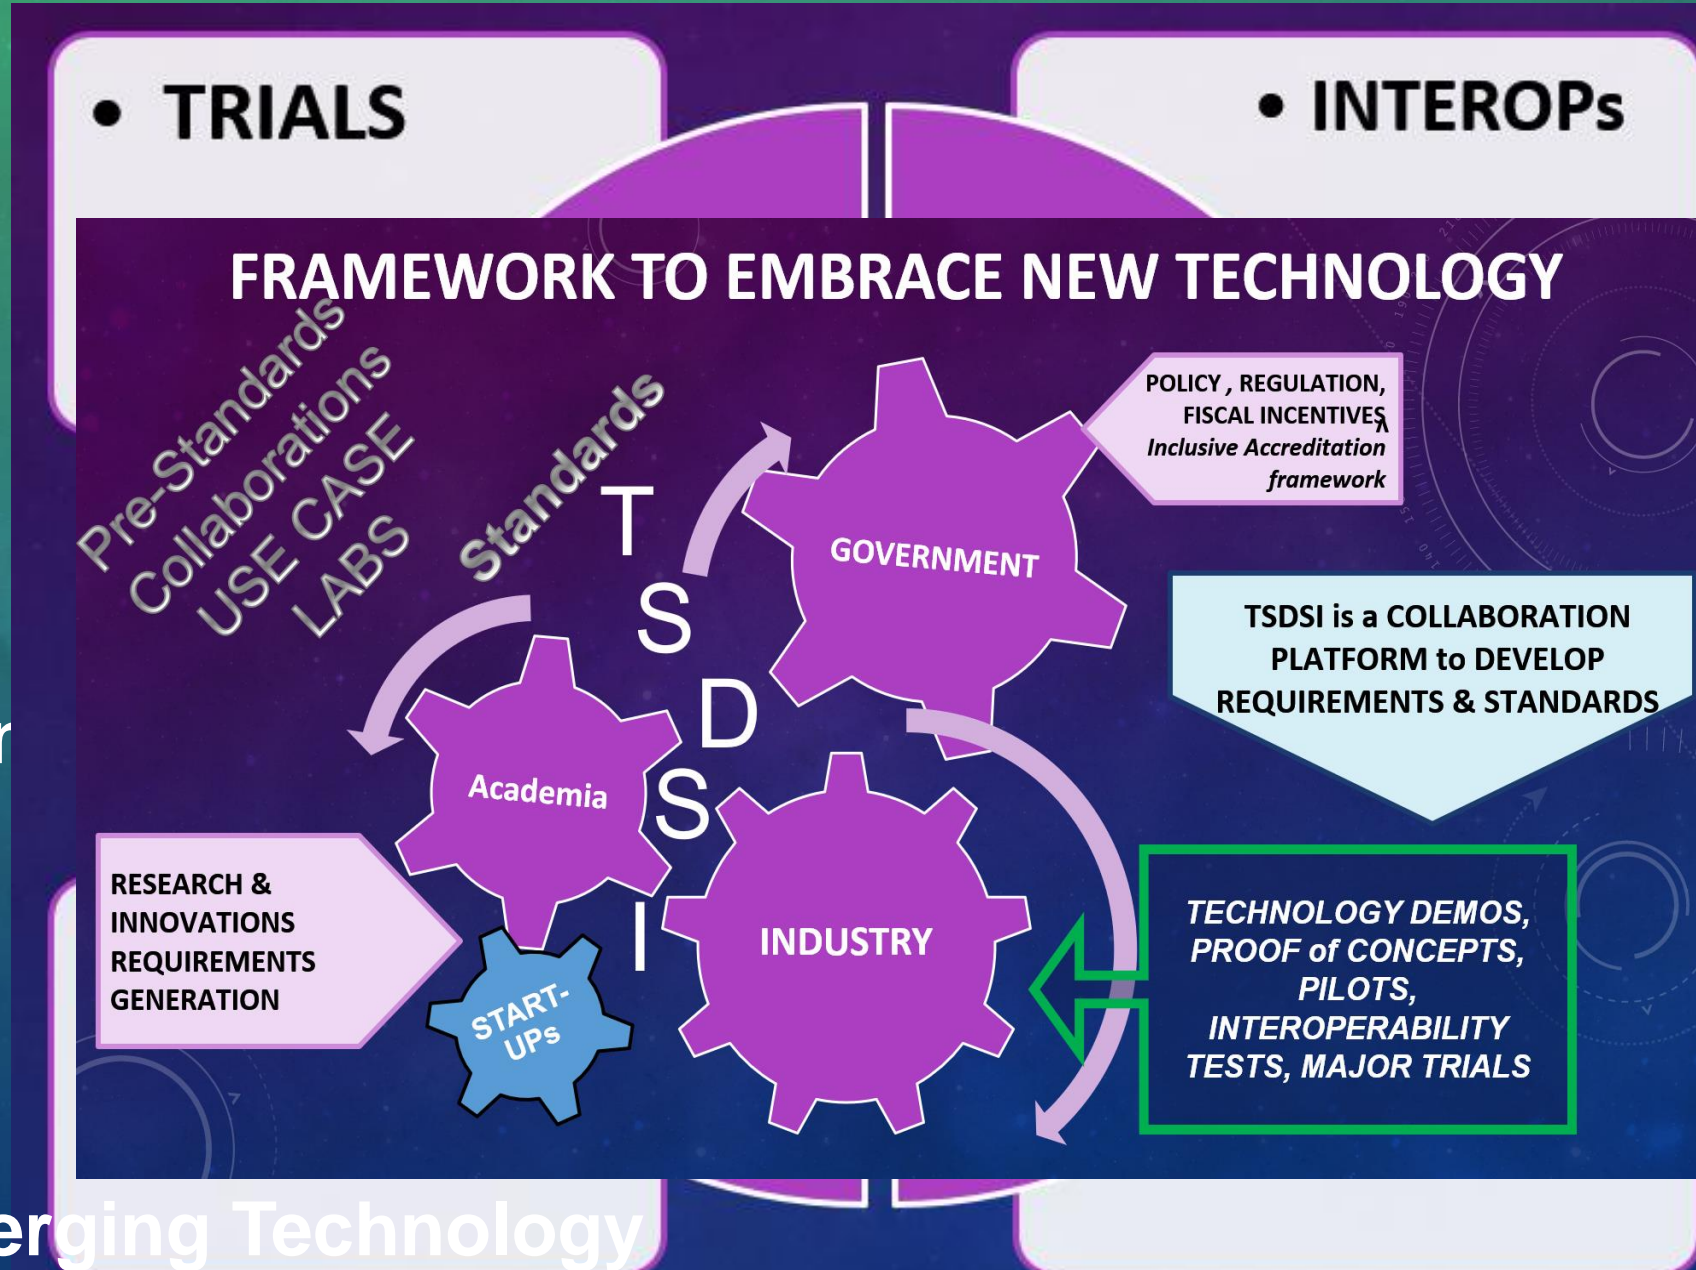 • TRIALS
• INTEROPs
FRAMEWORK TO EMBRACE NEW TECHNOLOGY
Pre-Standards
Collaborations
USE CASE
LABS
Standards
T
S
D
S
I
GOVERNMENT
POLICY , REGULATION,
FISCAL INCENTIVES
^
Inclusive Accreditation
framework
TSDSI is a COLLABORATION
PLATFORM to DEVELOP
REQUIREMENTS & STANDARDS
Academia
RESEARCH &
INNOVATIONS
REQUIREMENTS
GENERATION
START-
UPs
INDUSTRY
TECHNOLOGY DEMOS,
PROOF of CONCEPTS,
PILOTS,
INTEROPERABILITY
TESTS, MAJOR TRIALS
erging Technology